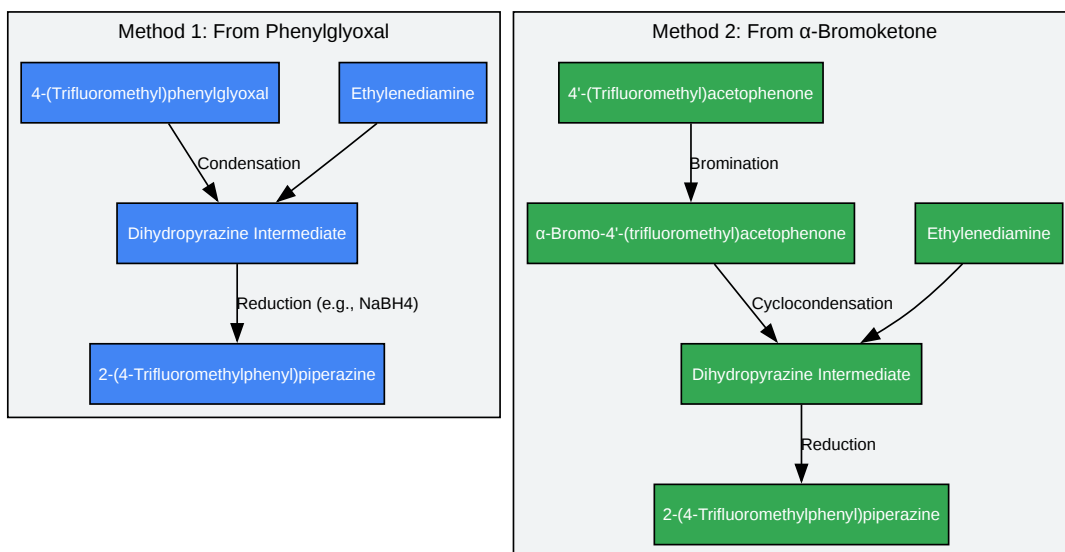 Method 1: From Phenylglyoxal
4-(Trifluoromethyl)phenylglyoxal
Ethylenediamine
Condensation
Dihydropyrazine Intermediate
Reduction (e.g., NaBH4)
2-(4-Trifluoromethylphenyl)piperazine
Method 2: From α-Bromoketone
4'-(Trifluoromethyl)acetophenone
Bromination
α-Bromo-4'-(trifluoromethyl)acetophenone
Ethylenediamine
Cyclocondensation
Dihydropyrazine Intermediate
Reduction
2-(4-Trifluoromethylphenyl)piperazine